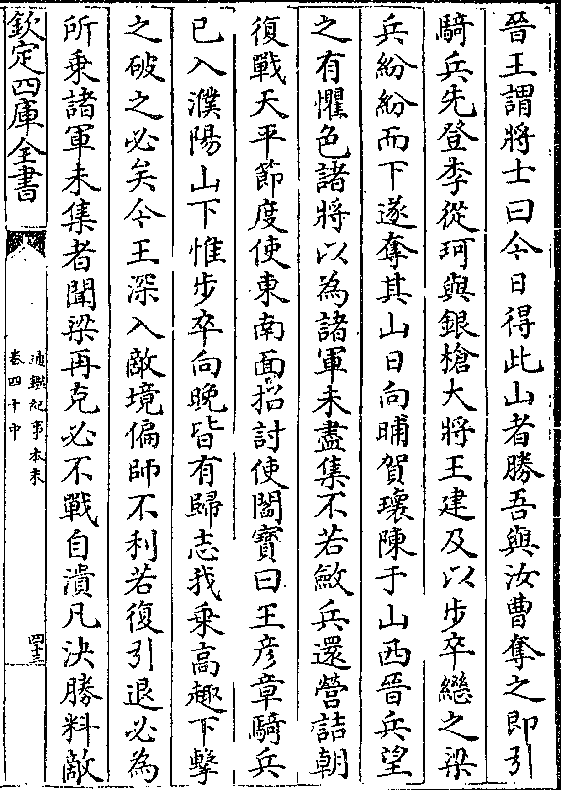 晉王謂將士曰今日得此山者勝吾與汝曹奪之即引
騎兵先登李從珂與銀槍大將王建及以步卒繼之梁
兵紛紛而下遂奪其山日向晡賀瓌陳于山西晉兵望
之有懼色諸將以為諸軍未盡集不若斂兵還營詰朝
復戰天平節度使東南面招討使閻寶曰王彦章騎兵
已入濮陽山下惟步卒向晚皆有歸志我乗高趣下擊
之破之必矣今王深入敵境偏師不利若復引退必為
所乗諸軍未集者聞梁再克必不戰自潰凡決勝料敵
欽定四庫全書
通鑑紀事本末
卷四十中
四十三